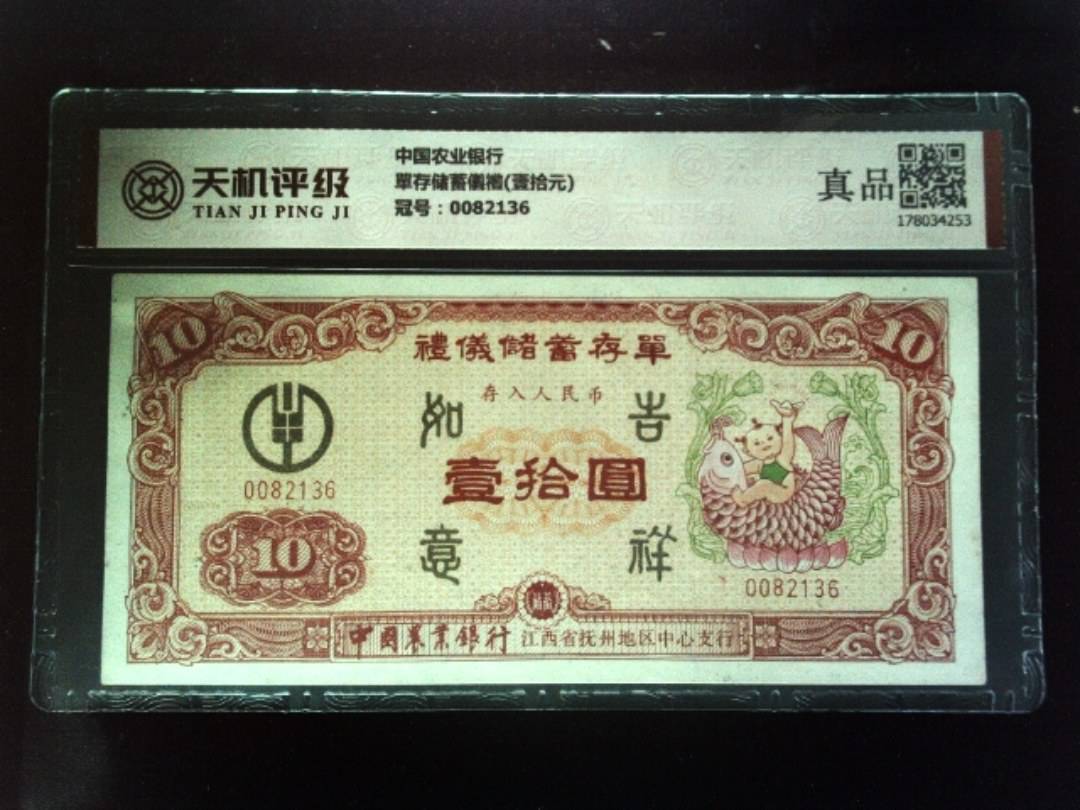 天机评级
TIAN JI PING JI
中国农业银行
單存储蓄儀禮(壹拾元)
冠号：0082136
真品
178034253
10
10
禮儀儲蓄存單
存入人民币
如
吉
壹拾圓
意
祥
0082136
10
0082136
中国农業銀行 江西省抚州地区中心支行